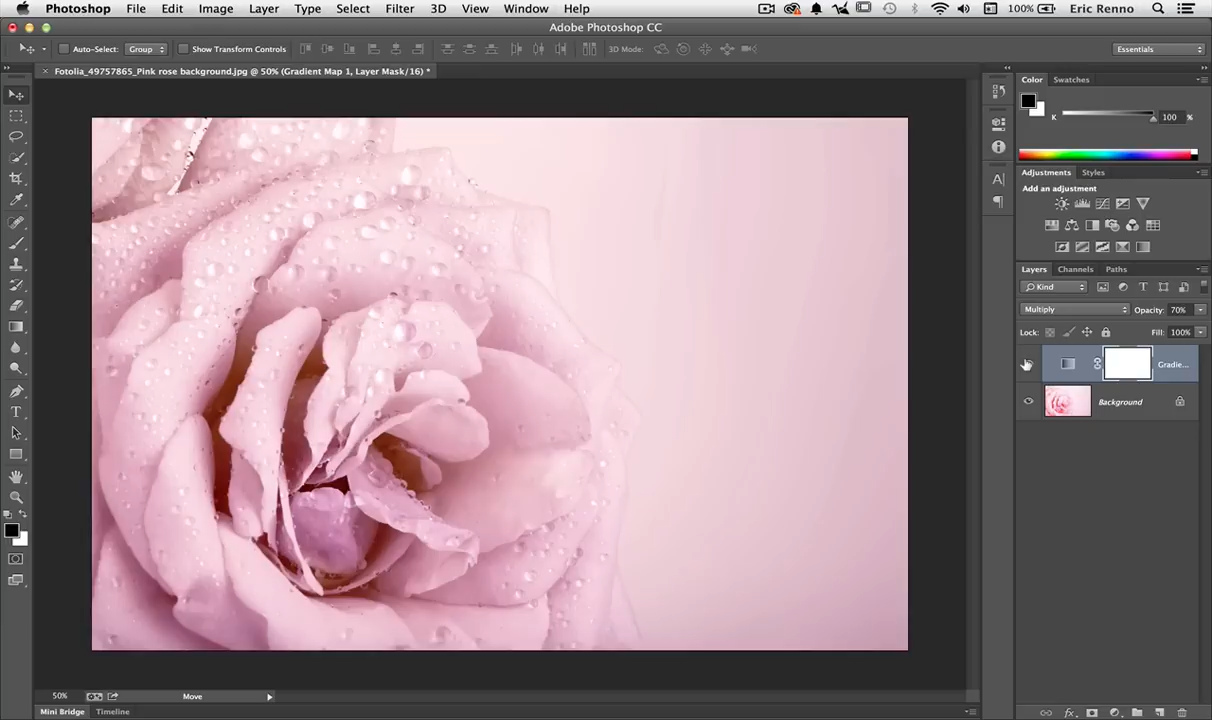 Photoshop File Edit Image Layer Type Select Filter 3D View Window Help 100% Eric Renno
Adobe Photoshop CC
Auto-Select: Group Show Transform Controls 3D Mode: Essentials
Fotolia_49757865_Pink rose background.jpg @ 50% (Gradient Map 1, Layer Mask/16) *
Color Swatches
K 100 %
Adjustments Styles
Add an adjustment
Layers Channels Paths
Kind
Multiply Opacity: 70%
Lock: Fill: 100%
Gradie...
Background
50% Move
Mini Bridge Timeline